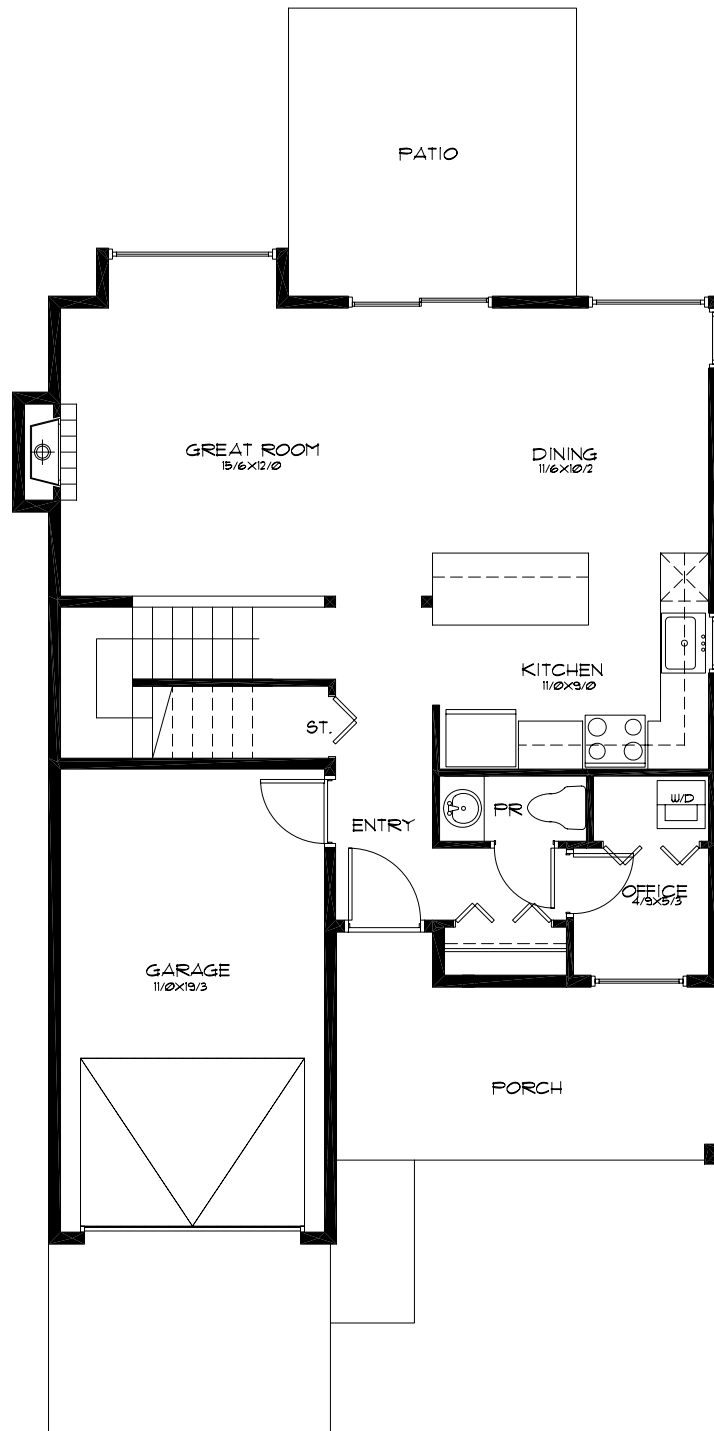 PATIO
GREAT ROOM
15/6X12/0
DINING
11/6X10/2
KITCHEN
11/0X9/0
ST.
W/D
PR
ENTRY
OFFICE
4/9X5/3
GARAGE
11/0X19/3
PORCH